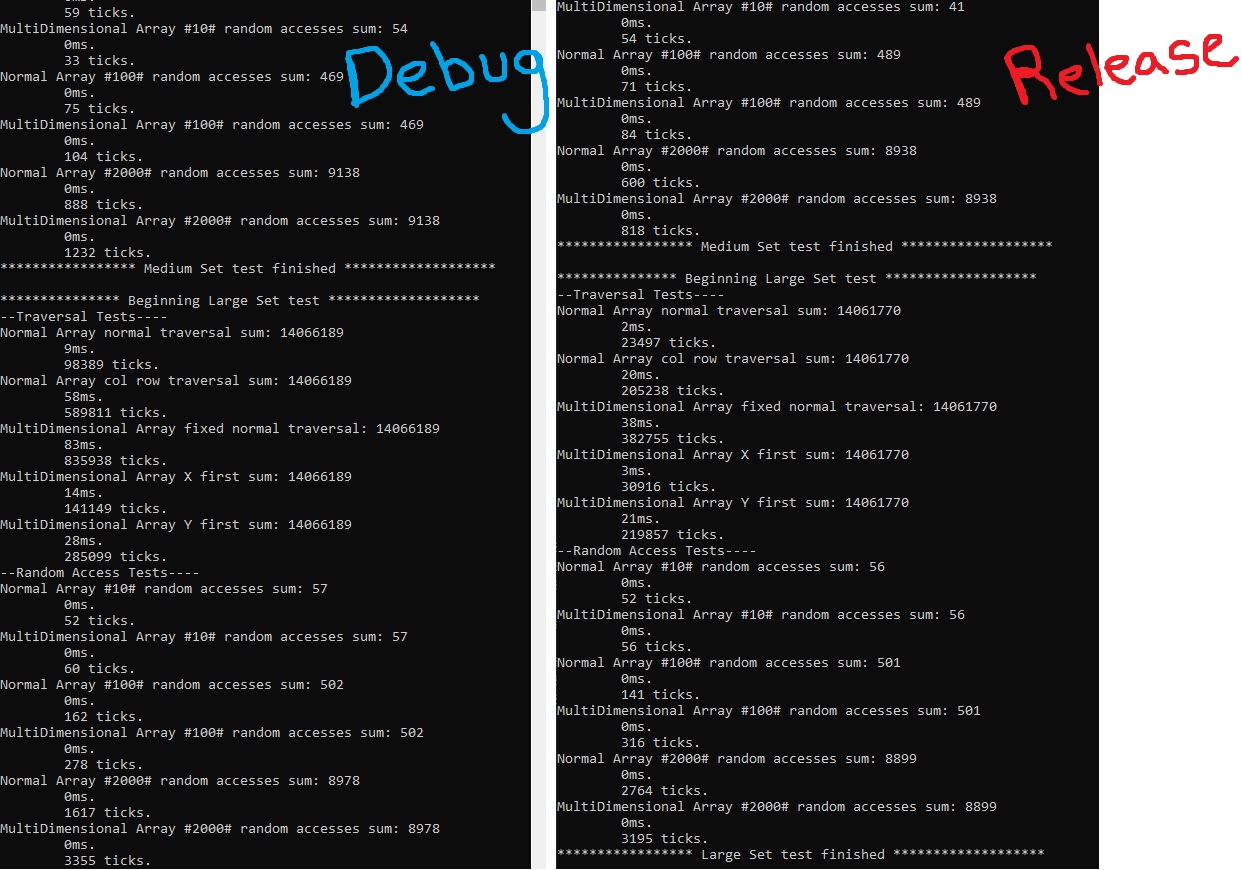 59 ticks.
MultiDimensional Array #10# random accesses sum: 54
0ms.
33 ticks.
Normal Array #100# random accesses sum: 469
0ms.
75 ticks.
MultiDimensional Array #100# random accesses sum: 469
0ms.
104 ticks.
Normal Array #2000# random accesses sum: 9138
0ms.
888 ticks.
MultiDimensional Array #2000# random accesses sum: 9138
0ms.
1232 ticks.
***************** Medium Set test finished *******************
*************** Beginning Large Set test *******************
--Traversal Tests----
Normal Array normal traversal sum: 14066189
9ms.
98389 ticks.
Normal Array col row traversal sum: 14066189
58ms.
589811 ticks.
MultiDimensional Array fixed normal traversal: 14066189
83ms.
835938 ticks.
MultiDimensional Array X first sum: 14066189
14ms.
141149 ticks.
MultiDimensional Array Y first sum: 14066189
28ms.
285099 ticks.
--Random Access Tests----
Normal Array #10# random accesses sum: 57
0ms.
52 ticks.
MultiDimensional Array #10# random accesses sum: 57
0ms.
60 ticks.
Normal Array #100# random accesses sum: 502
0ms.
162 ticks.
MultiDimensional Array #100# random accesses sum: 502
0ms.
278 ticks.
Normal Array #2000# random accesses sum: 8978
0ms.
1617 ticks.
MultiDimensional Array #2000# random accesses sum: 8978
0ms.
3355 ticks.
Debug
MultiDimensional Array #10# random accesses sum: 41
0ms.
54 ticks.
Normal Array #100# random accesses sum: 489
0ms.
71 ticks.
MultiDimensional Array #100# random accesses sum: 489
0ms.
84 ticks.
Normal Array #2000# random accesses sum: 8938
0ms.
600 ticks.
MultiDimensional Array #2000# random accesses sum: 8938
0ms.
818 ticks.
***************** Medium Set test finished *******************
*************** Beginning Large Set test *******************
--Traversal Tests----
Normal Array normal traversal sum: 14061770
2ms.
23497 ticks.
Normal Array col row traversal sum: 14061770
20ms.
205238 ticks.
MultiDimensional Array fixed normal traversal: 14061770
38ms.
382755 ticks.
MultiDimensional Array X first sum: 14061770
3ms.
30916 ticks.
MultiDimensional Array Y first sum: 14061770
21ms.
219857 ticks.
--Random Access Tests----
Normal Array #10# random accesses sum: 56
0ms.
52 ticks.
MultiDimensional Array #10# random accesses sum: 56
0ms.
56 ticks.
Normal Array #100# random accesses sum: 501
0ms.
141 ticks.
MultiDimensional Array #100# random accesses sum: 501
0ms.
316 ticks.
Normal Array #2000# random accesses sum: 8899
0ms.
2764 ticks.
MultiDimensional Array #2000# random accesses sum: 8899
0ms.
3195 ticks.
***************** Large Set test finished *******************
Release